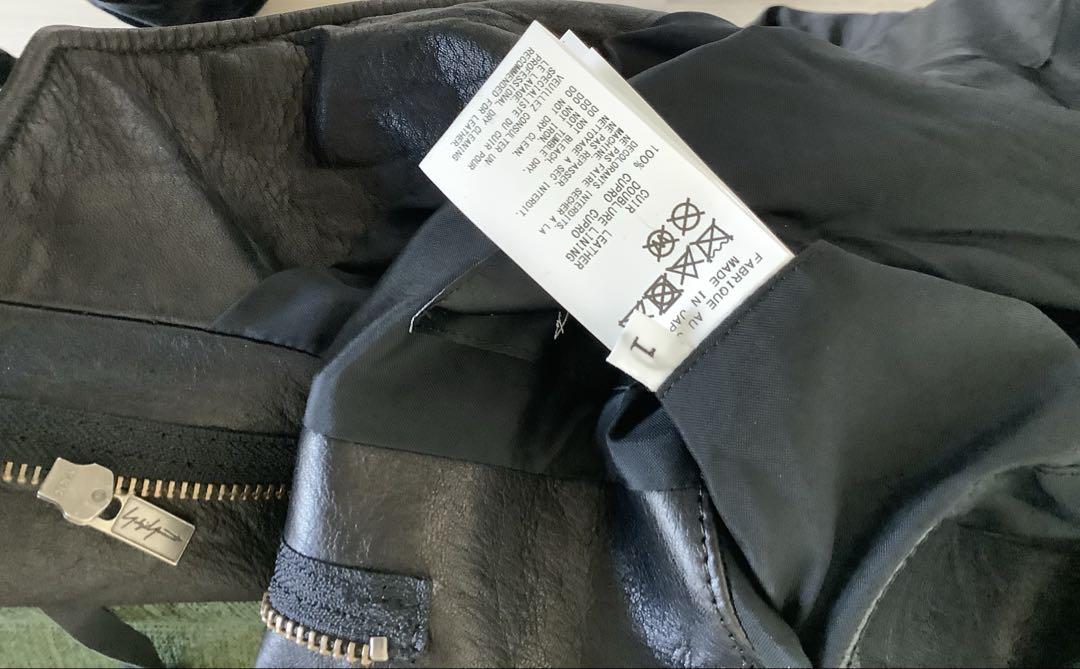 FABRIQUE AU
MADE IN JAP
1
CUIR LEATHER
DOUBLURE LINING
100% CUPRO CUPRO
DECOLORANTS INTERDITS.
NE PAS REPASSER.
NE PAS FAIRE SECHER A LA
MACHINE
NETTOYAGE A SEC INTERDIT.
DO NOT BLEACH.
DO NOT IRON.
DO NOT TUMBLE DRY.
DO NOT DRY CLEAN.
VEUILLEZ CONSULTER UN
SPECIALISTE DU CUIR POUR
LE LAVAGE
PROFESSIONAL DRY CLEANING
RECOMMENDED FOR LEATHER